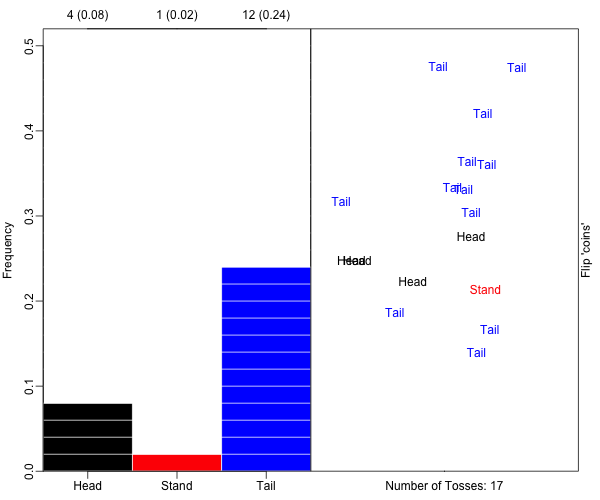 4 (0.08) 1 (0.02) 12 (0.24)
Frequency
0.5
0.4
0.3
0.2
0.1
0.0
Head Stand Tail
Tail Tail
Tail
Tail Tail
Tail Tail
Tail
Tail
Head
Head Head
Head
Stand
Tail
Tail
Tail
Flip 'coins'
Number of Tosses: 17